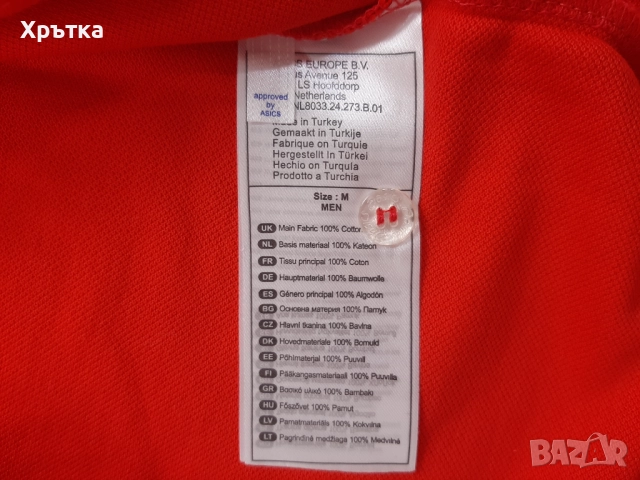 Хрътка
S EUROPE B.V.
s Avenue 125
LS Hoofddorp
Netherlands
NL8033.24.273.B.01
approved
by
ASICS
in Turkey
Gemaakt in Turkije
Fabrique en Turquie
Hergestellt in Türkei
Hechio on Turqula
Prodotto a Turchia
Size : M
MEN
UK Main Fabric 100% Cotton
NL Basis materiaal 100% Katoen
FR Tissu principal 100% Coton
DE Hauptmaterial 100% Baumwolle
ES Género principal 100% Algodón
BG Основна материя 100% Памук
CZ Hlavní tkanina 100% Bavlna
DK Hovedmateriale 100% Bomuld
EE Põhimaterjal 100% Puuvill
FI Pääkangasmateriaali 100% Puuvilla
GR Βασικό υλικό 100% Bambaki
HU Főszövet 100% Pamut
LV Pamatmateriāls 100% Kokvilna
LT Pagrindinė medžiaga 100% Medvilnė
BAZAR